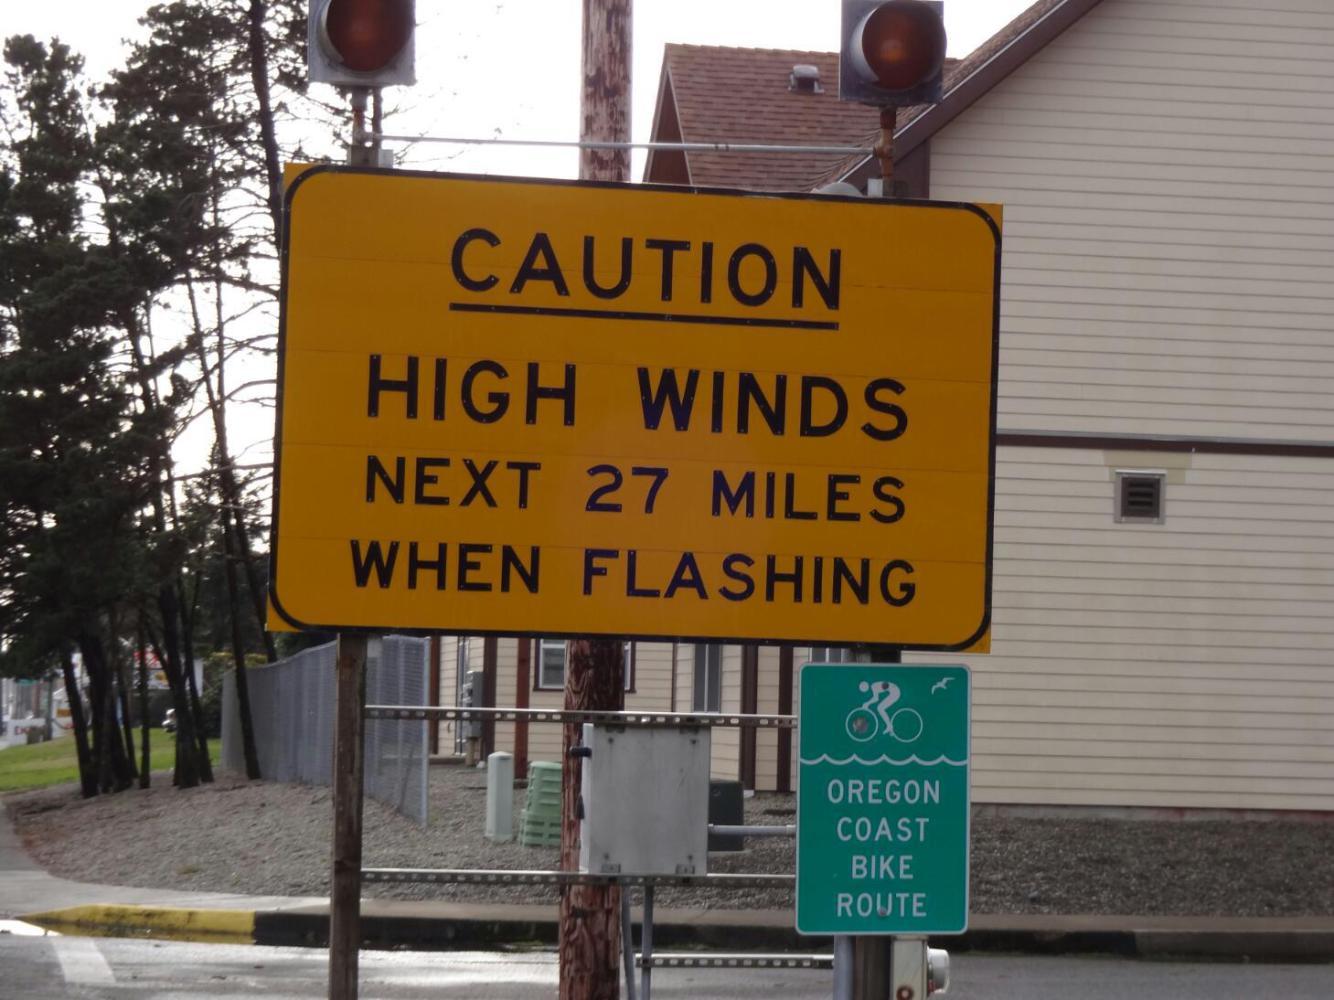 CAUTION
HIGH WINDS
NEXT 27 MILES
WHEN FLASHING
OREGON
COAST
BIKE
ROUTE